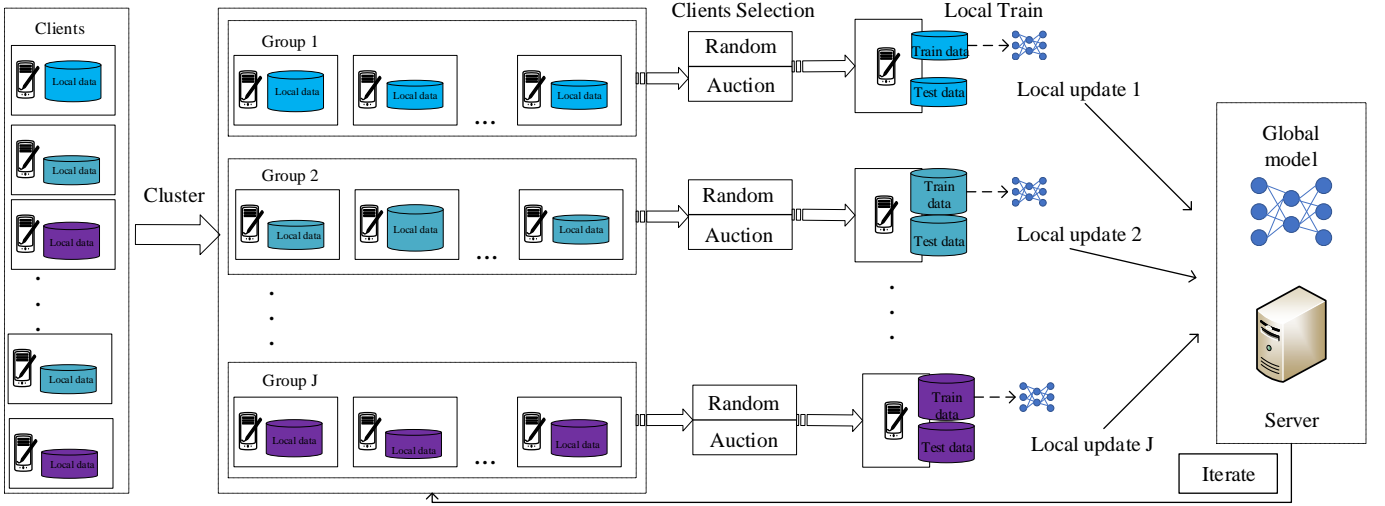 Clients
Local data
Local data
Local data
Local data
Local data
Cluster
Group 1
Local data
Local data
...
Local data
Group 2
Local data
Local data
...
Local data
Group J
Local data
Local data
...
Local data
Clients Selection
Random
Auction
Random
Auction
Random
Auction
Local Train
Train data
Test data
Train
data
Test data
Train
data
Test data
Local update 1
Local update 2
Local update J
Global
model
Server
Iterate